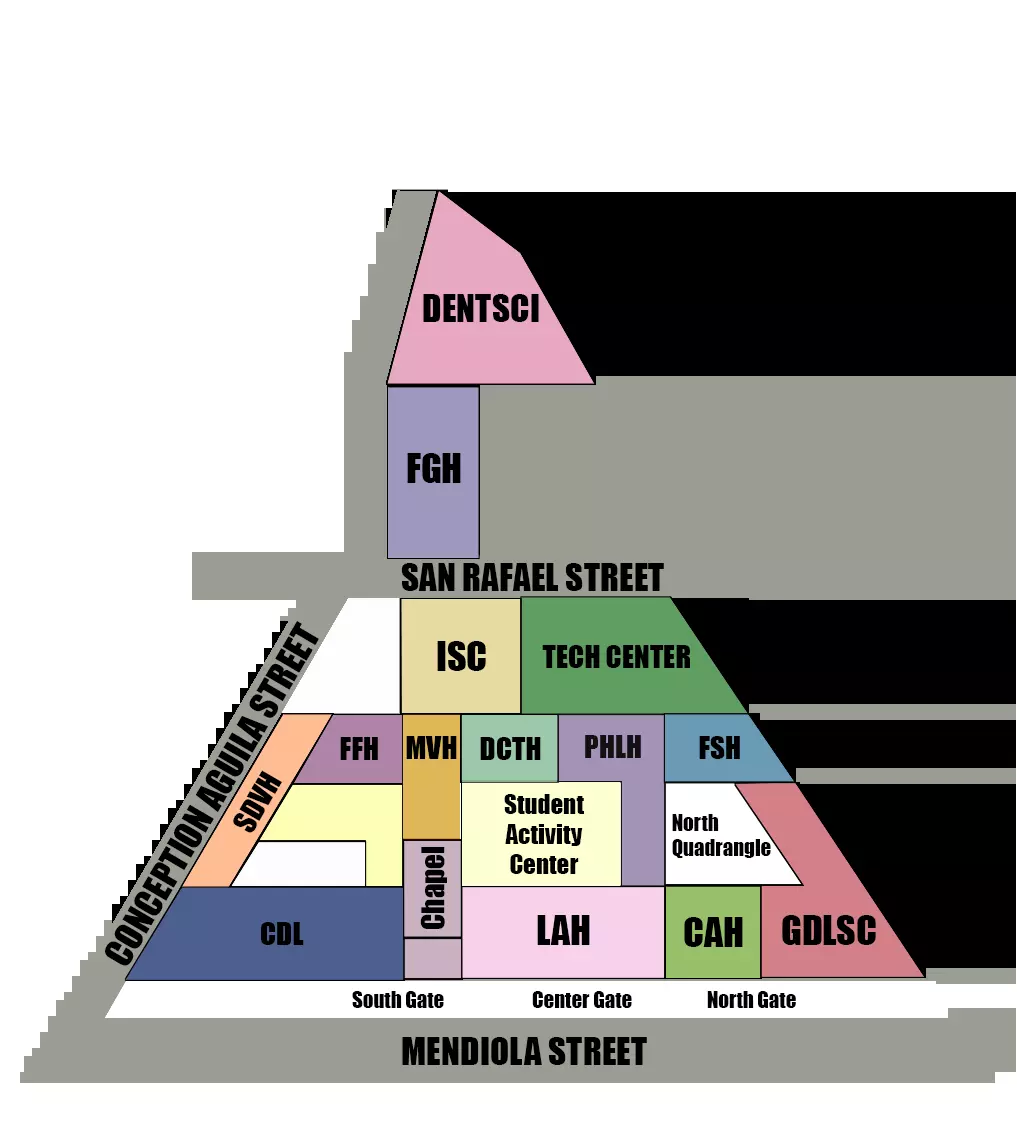 DENTSCI
FGH
SAN RAFAEL STREET
ISC
TECH CENTER
CONCEPTION AGUILA STREET
SDVH
FFH
MVH
DCTH
PHLH
FSH
Student
Activity
Center
North
Quadrangle
Chapel
CDL
LAH
CAH
GDLSC
South Gate
Center Gate
North Gate
MENDIOLA STREET